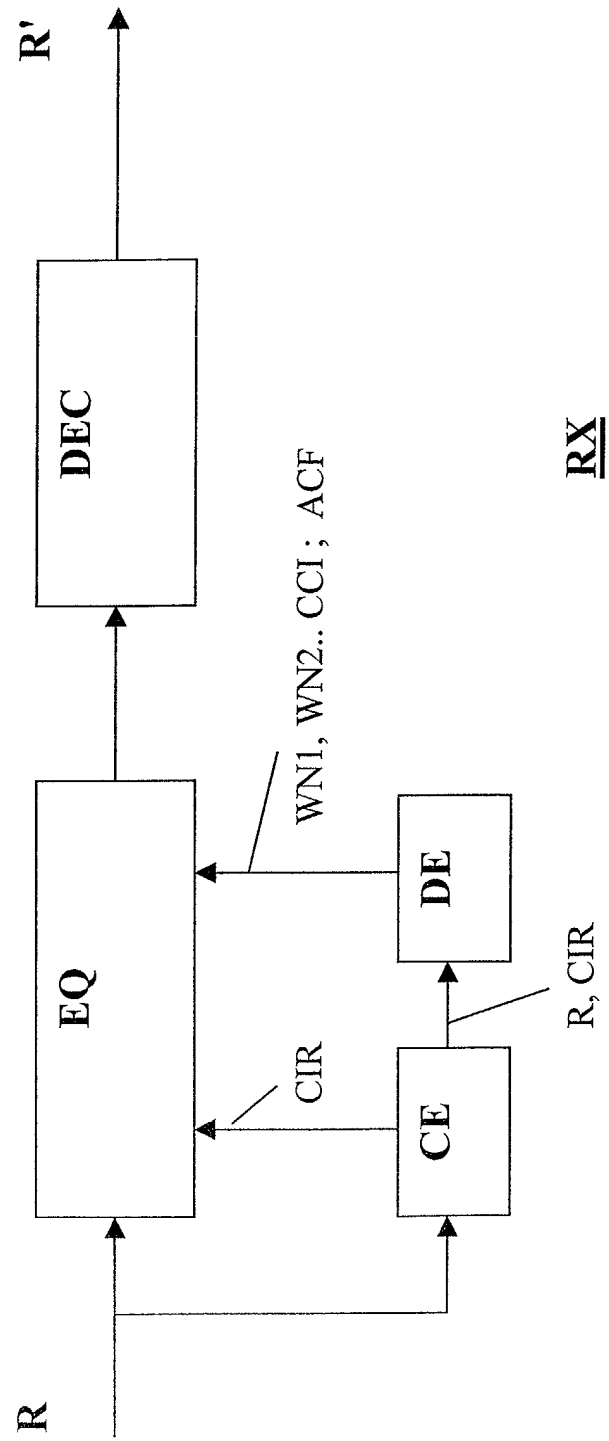 R
R'
EQ
DEC
CIR
WN1, WN2.. CCI ; ACF
CE
DE
R, CIR
RX